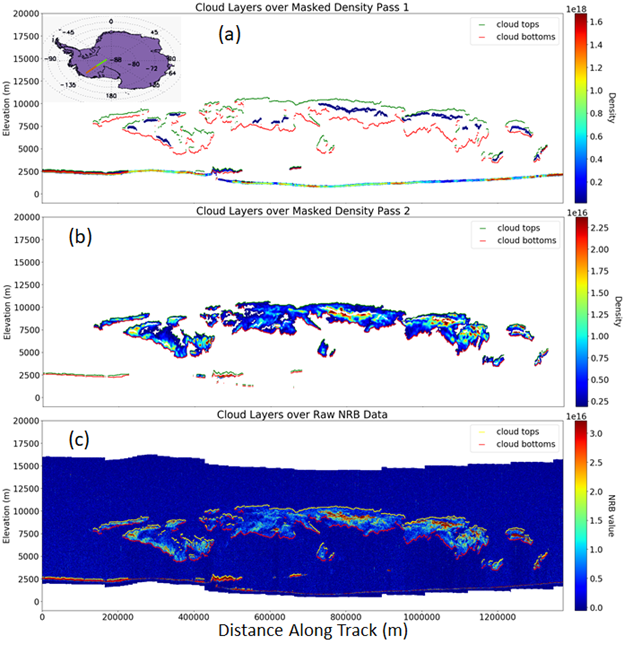 Cloud Layers over Masked Density Pass 1
1e18
20000
17500
15000
12500
10000
7500
5000
2500
0
Elevation (m)
0
−45
+45
−90
−88
−80
−72
−64
−135
180
(a)
cloud tops
cloud bottoms
1.6
1.4
1.2
1.0
0.8
0.6
0.4
0.2
Density
Cloud Layers over Masked Density Pass 2
1e16
20000
17500
15000
12500
10000
7500
5000
2500
0
Elevation (m)
(b)
cloud tops
cloud bottoms
2.25
2.00
1.75
1.50
1.25
1.00
0.75
0.50
0.25
Density
Cloud Layers over Raw NRB Data
1e16
20000
17500
15000
12500
10000
7500
5000
2500
0
Elevation (m)
(c)
cloud tops
cloud bottoms
3.0
2.5
2.0
1.5
1.0
0.5
0.0
NRB value
0 200000 400000 600000 800000 1000000 1200000
Distance Along Track (m)